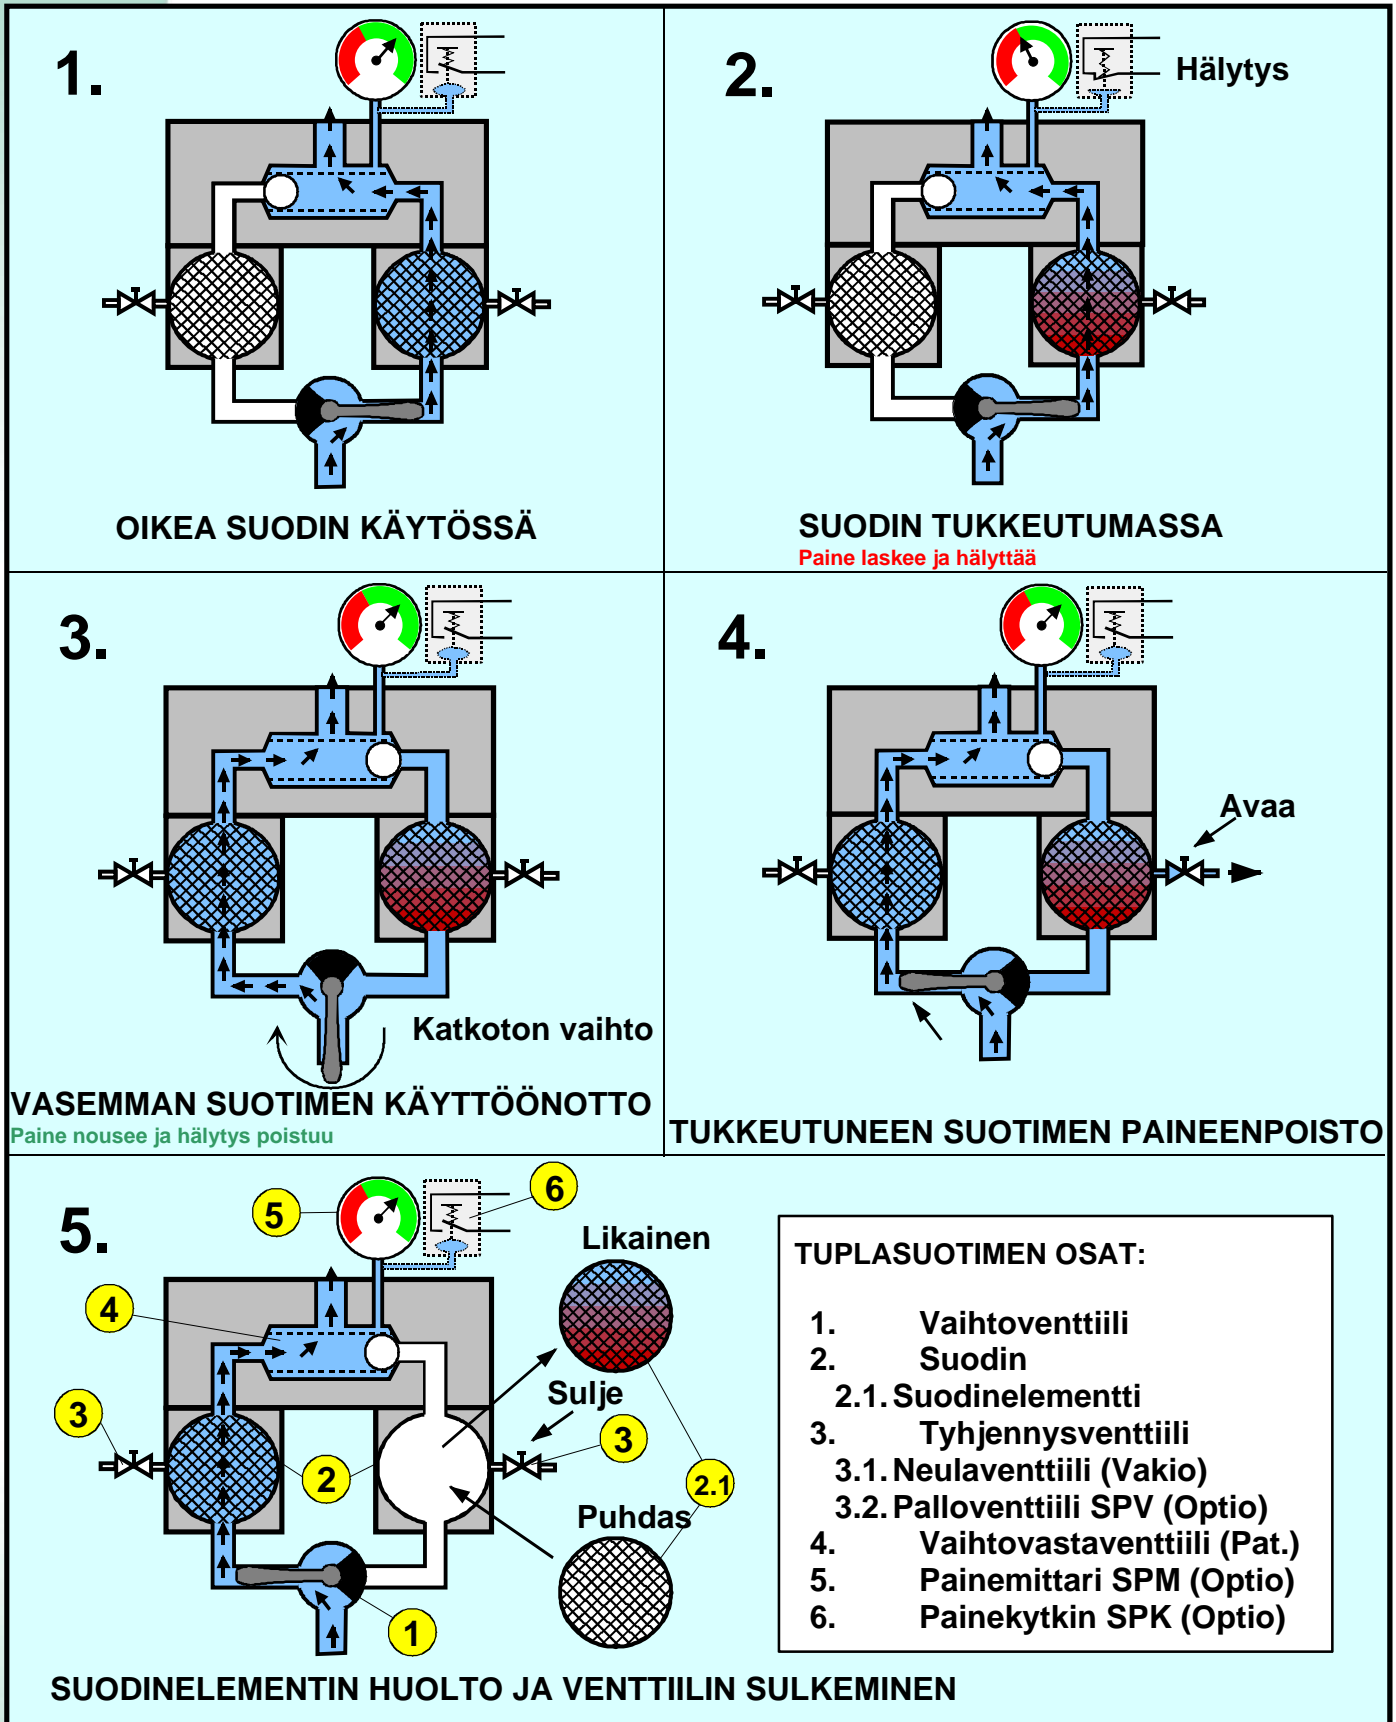 1.
OIKEA SUODIN KÄYTÖSSÄ
2.
Hälytys
SUODIN TUKKEUTUMASSA
Paine laskee ja hälyttää
3.
Katkoton vaihto
VASEMMAN SUOTIMEN KÄYTTÖÖNOTTO
Paine nousee ja hälytys poistuu
4.
Avaa
TUKKEUTUNEEN SUOTIMEN PAINEENPOISTO
5.
5
6
4
3
2
1
Likainen
Sulje
3
2.1
Puhdas
SUODINELEMENTIN HUOLTO JA VENTTIILIN SULKEMINEN
TUPLASUOTIMEN OSAT:
1. Vaihtoventtiili
2. Suodin
2.1. Suodinelementti
3. Tyhjennysventtiili
3.1. Neulaventtiili (Vakio)
3.2. Palloventtiili SPV (Optio)
4. Vaihtovastaventtiili (Pat.)
5. Painemittari SPM (Optio)
6. Painekytkin SPK (Optio)